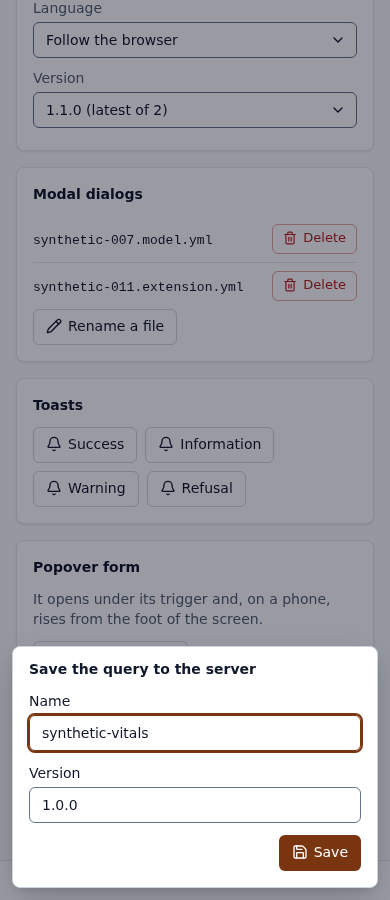 Language
Follow the browser
Version
1.1.0 (latest of 2)
Modal dialogs
synthetic-007.model.yml
Delete
synthetic-011.extension.yml
Delete
Rename a file
Toasts
Success
Information
Warning
Refusal
Popover form
It opens under its trigger and, on a phone,
rises from the foot of the screen.
Save the query to the server
Name
synthetic-vitals
Version
1.0.0
Save